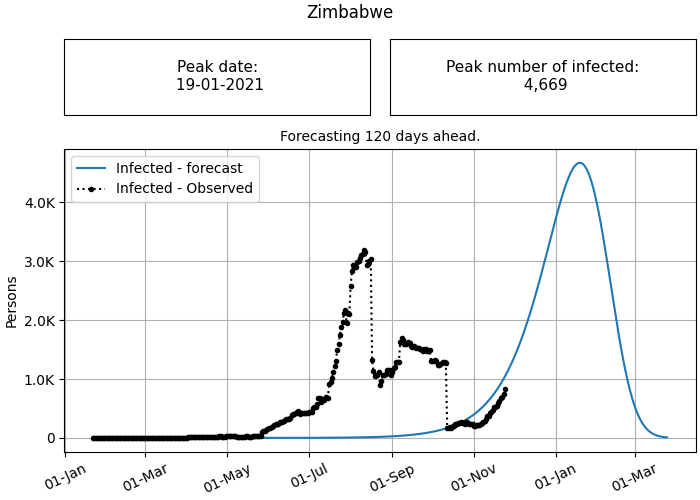 Zimbabwe
Peak date:
19-01-2021
Peak number of infected:
4,669
Forecasting 120 days ahead.
Infected - forecast
Infected - Observed
Persons
4.0K
3.0K
2.0K
1.0K
0
01-Jan
01-Mar
01-May
01-Jul
01-Sep
01-Nov
01-Jan
01-Mar